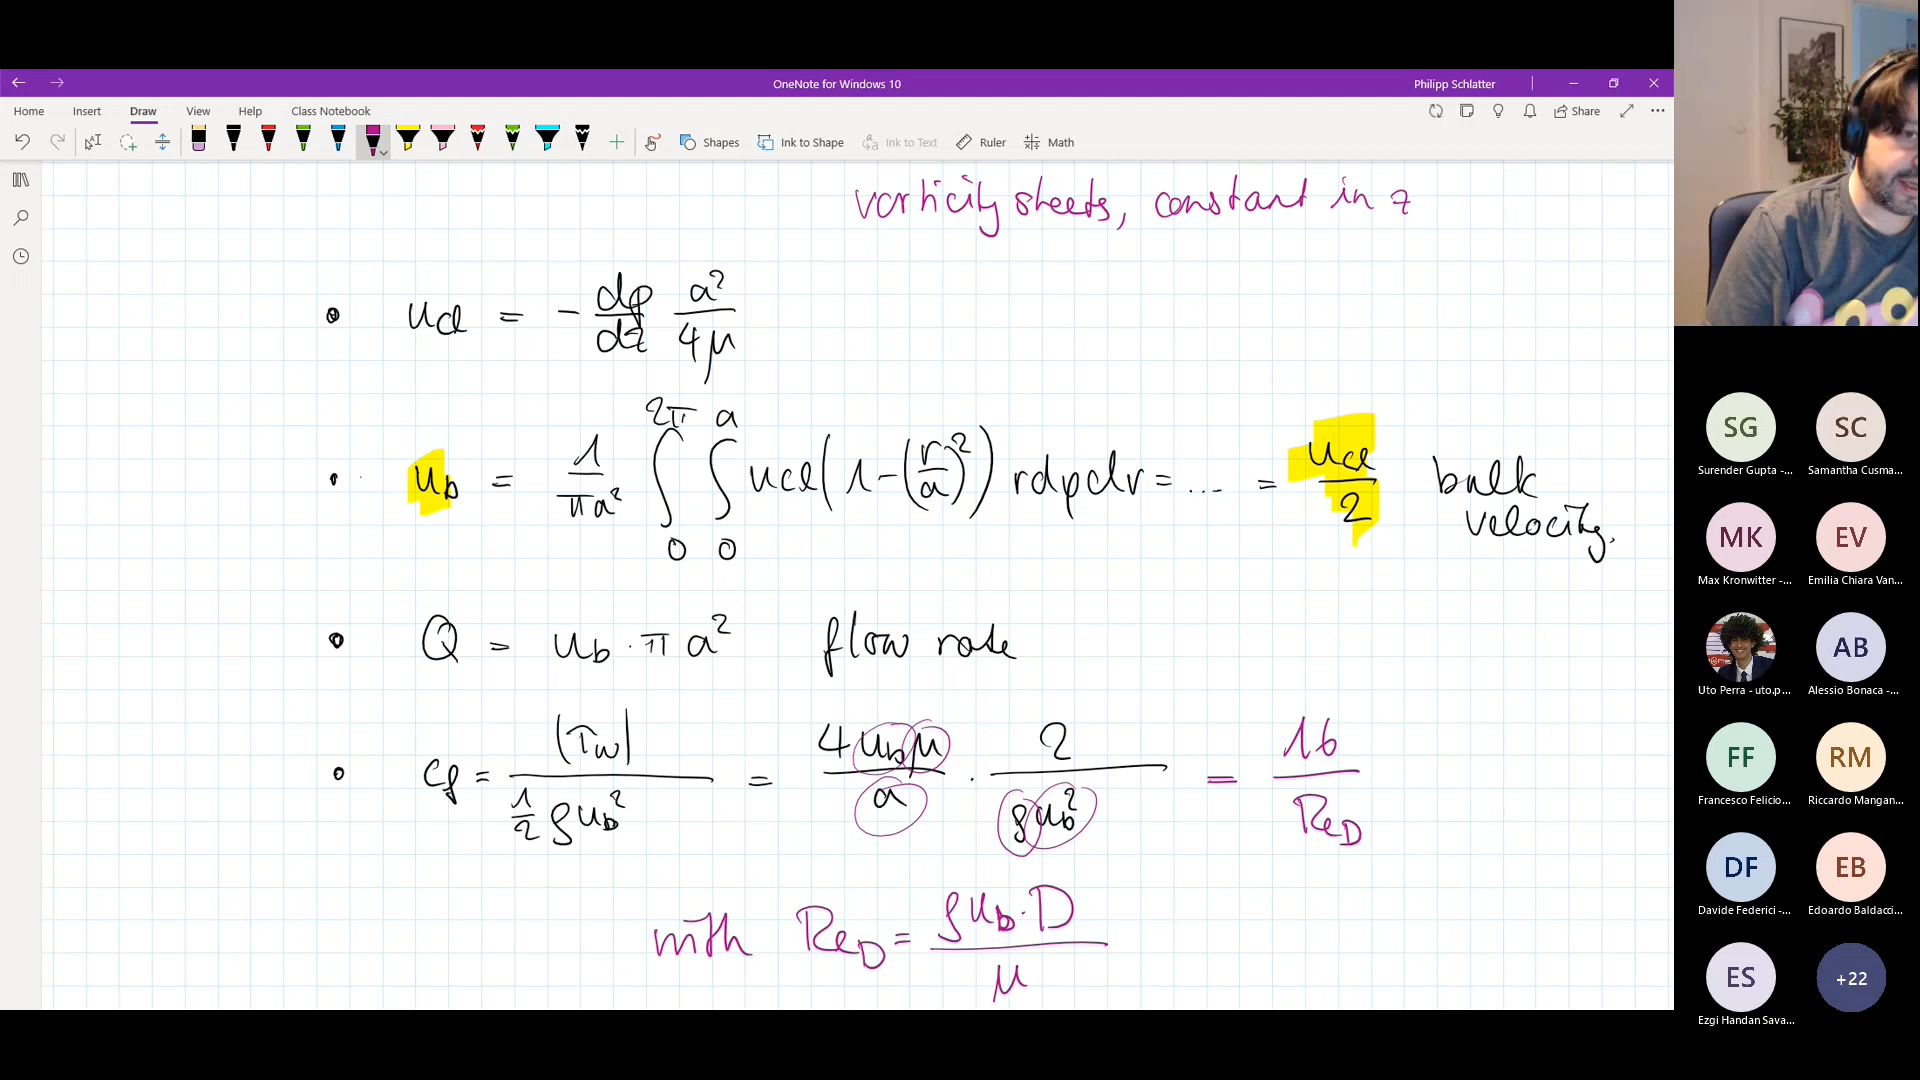 OneNote for Windows 10
Philipp Schlatter
Home Insert Draw View Help Class Notebook
Share
Shapes Ink to Shape Ink to Text Ruler Math
vorticity sheets, constant in z
• u_cl = - dp/dz a²/4μ
• u_b = 1/πa² ∫₀^2π ∫₀^a u_cl (1-(r/a)²) r dφ dr = ... = u_cl/2 bulk velocity.
• Q = u_b · π a² flow rate
• c_f = |τ_w| / ½ ρ u_b² = 4 u_b μ / a · 2 / ρ u_b² = 16 / Re_D
with Re_D = ρ u_b · D / μ
SG SC
Surender Gupta -... Samantha Cusma...
MK EV
Max Kronwitter -... Emilia Chiara Van...
AB
Uto Perra - uto.p... Alessio Bonaca -...
FF RM
Francesco Felicio... Riccardo Mangan...
DF EB
Davide Federici -... Edoardo Baldacci...
ES +22
Ezgi Handan Sava...